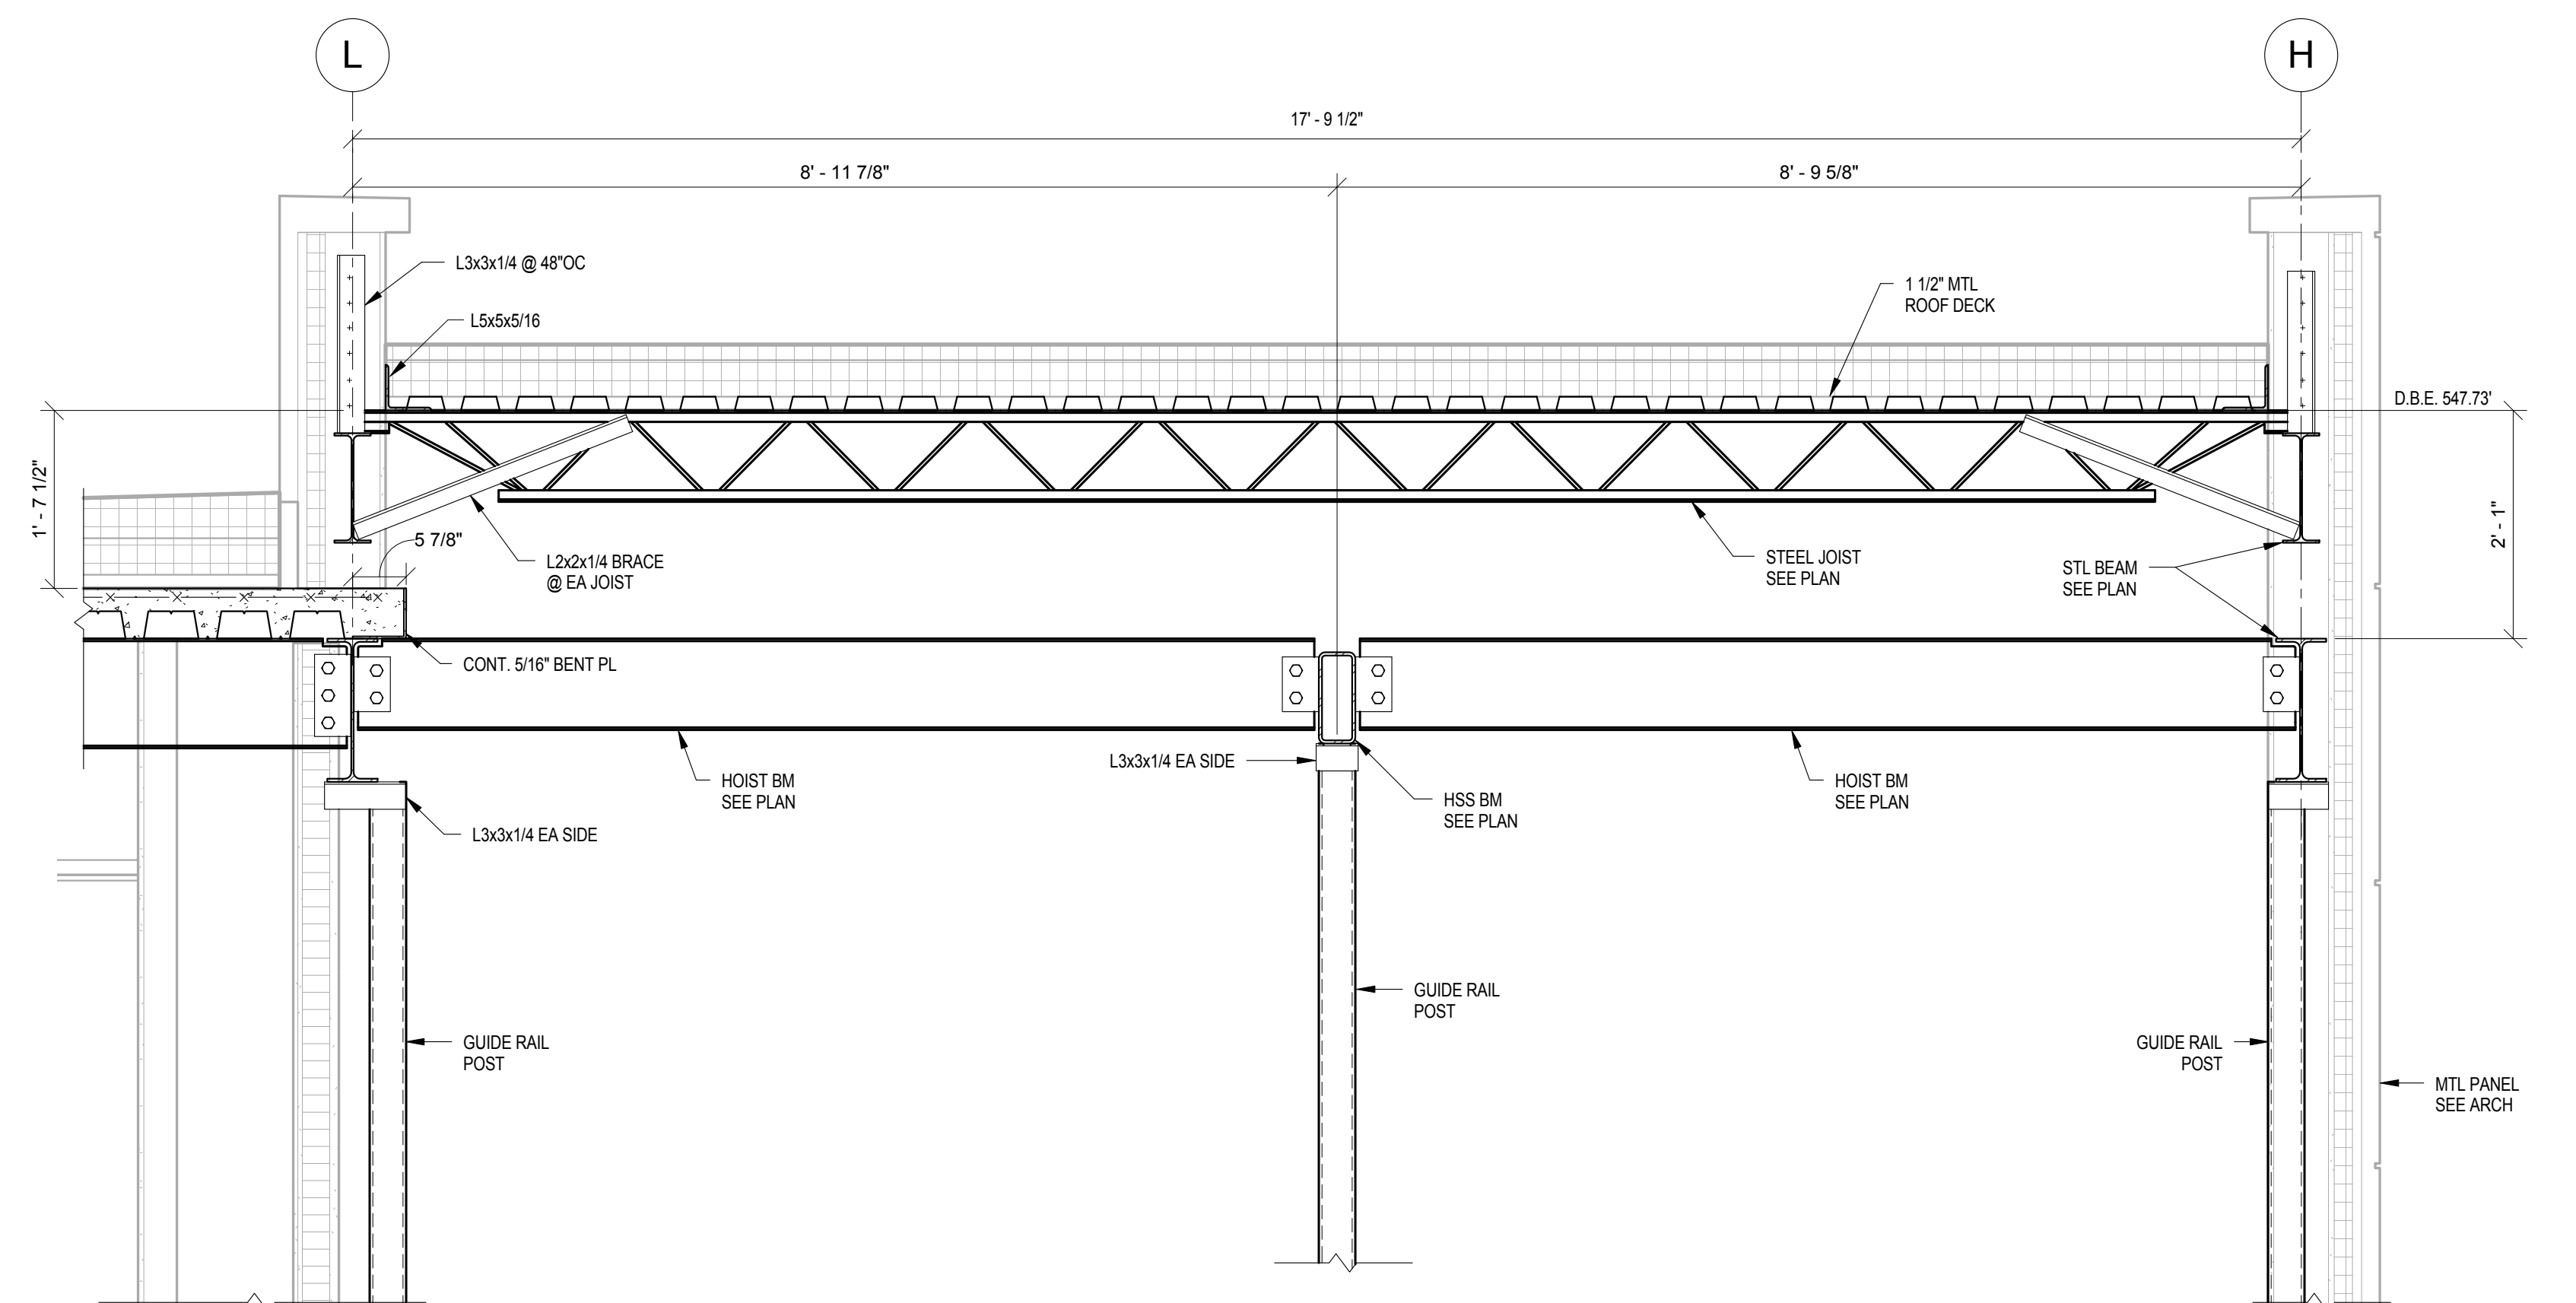 L
H
17' - 9 1/2"
8' - 11 7/8"
8' - 9 5/8"
L3x3x1/4 @ 48"OC
L5x5x5/16
1 1/2" MTL
ROOF DECK
D.B.E. 547.73'
1' - 7 1/2"
5 7/8"
L2x2x1/4 BRACE
@ EA JOIST
STEEL JOIST
SEE PLAN
STL BEAM
SEE PLAN
2' - 1"
CONT. 5/16" BENT PL
HOIST BM
SEE PLAN
L3x3x1/4 EA SIDE
HSS BM
SEE PLAN
HOIST BM
SEE PLAN
L3x3x1/4 EA SIDE
GUIDE RAIL
POST
GUIDE RAIL
POST
GUIDE RAIL
POST
MTL PANEL
SEE ARCH